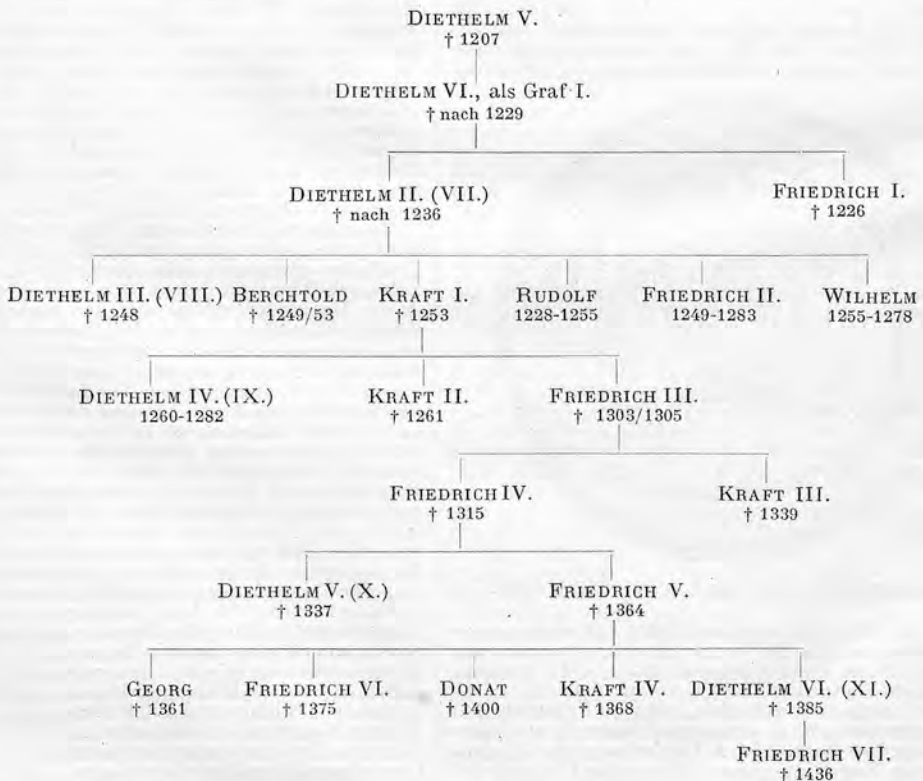 DIETHELM V.
† 1207
DIETHELM VI., als Graf I.
† nach 1229
DIETHELM II. (VII.) FRIEDRICH I.
† nach 1236 † 1226
DIETHELM III. (VIII.) BERCHTOLD KRAFT I. RUDOLF FRIEDRICH II. WILHELM
† 1248 † 1249/53 † 1253 1228-1255 1249-1283 1255-1278
DIETHELM IV. (IX.) KRAFT II. FRIEDRICH III.
1260-1282 † 1261 † 1303/1305
FRIEDRICH IV. KRAFT III.
† 1315 † 1339
DIETHELM V. (X.) FRIEDRICH V.
† 1337 † 1364
GEORG FRIEDRICH VI. DONAT KRAFT IV. DIETHELM VI. (XI.)
† 1361 † 1375 † 1400 † 1368 † 1385
FRIEDRICH VII.
† 1436